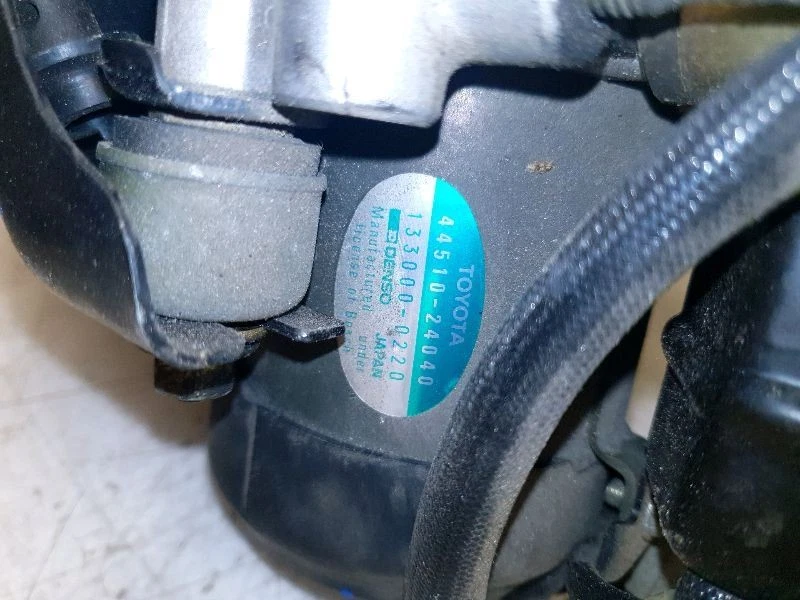 TOYOTA
44510-24040
133000-0220
DENSO JAPAN
Manufactured under
license of Bosch